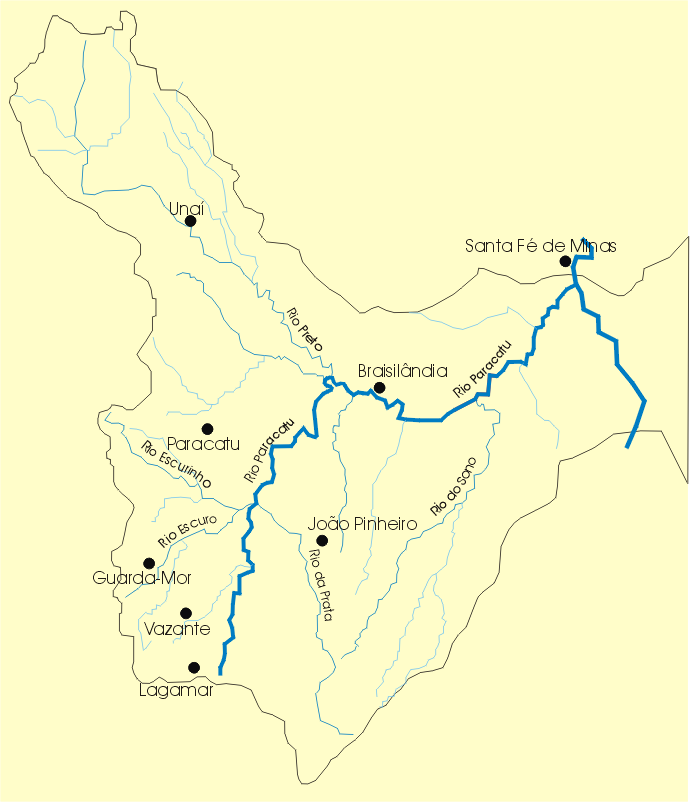 Unaí
Santa Fé de Minas
Rio Preto
Braisilândia
Rio Paracatu
Paracatu
Rio Paracatu
Rio Escurinho
Rio do Sono
João Pinheiro
Rio Escuro
Rio da Prata
Guarda-Mor
Vazante
Lagamar